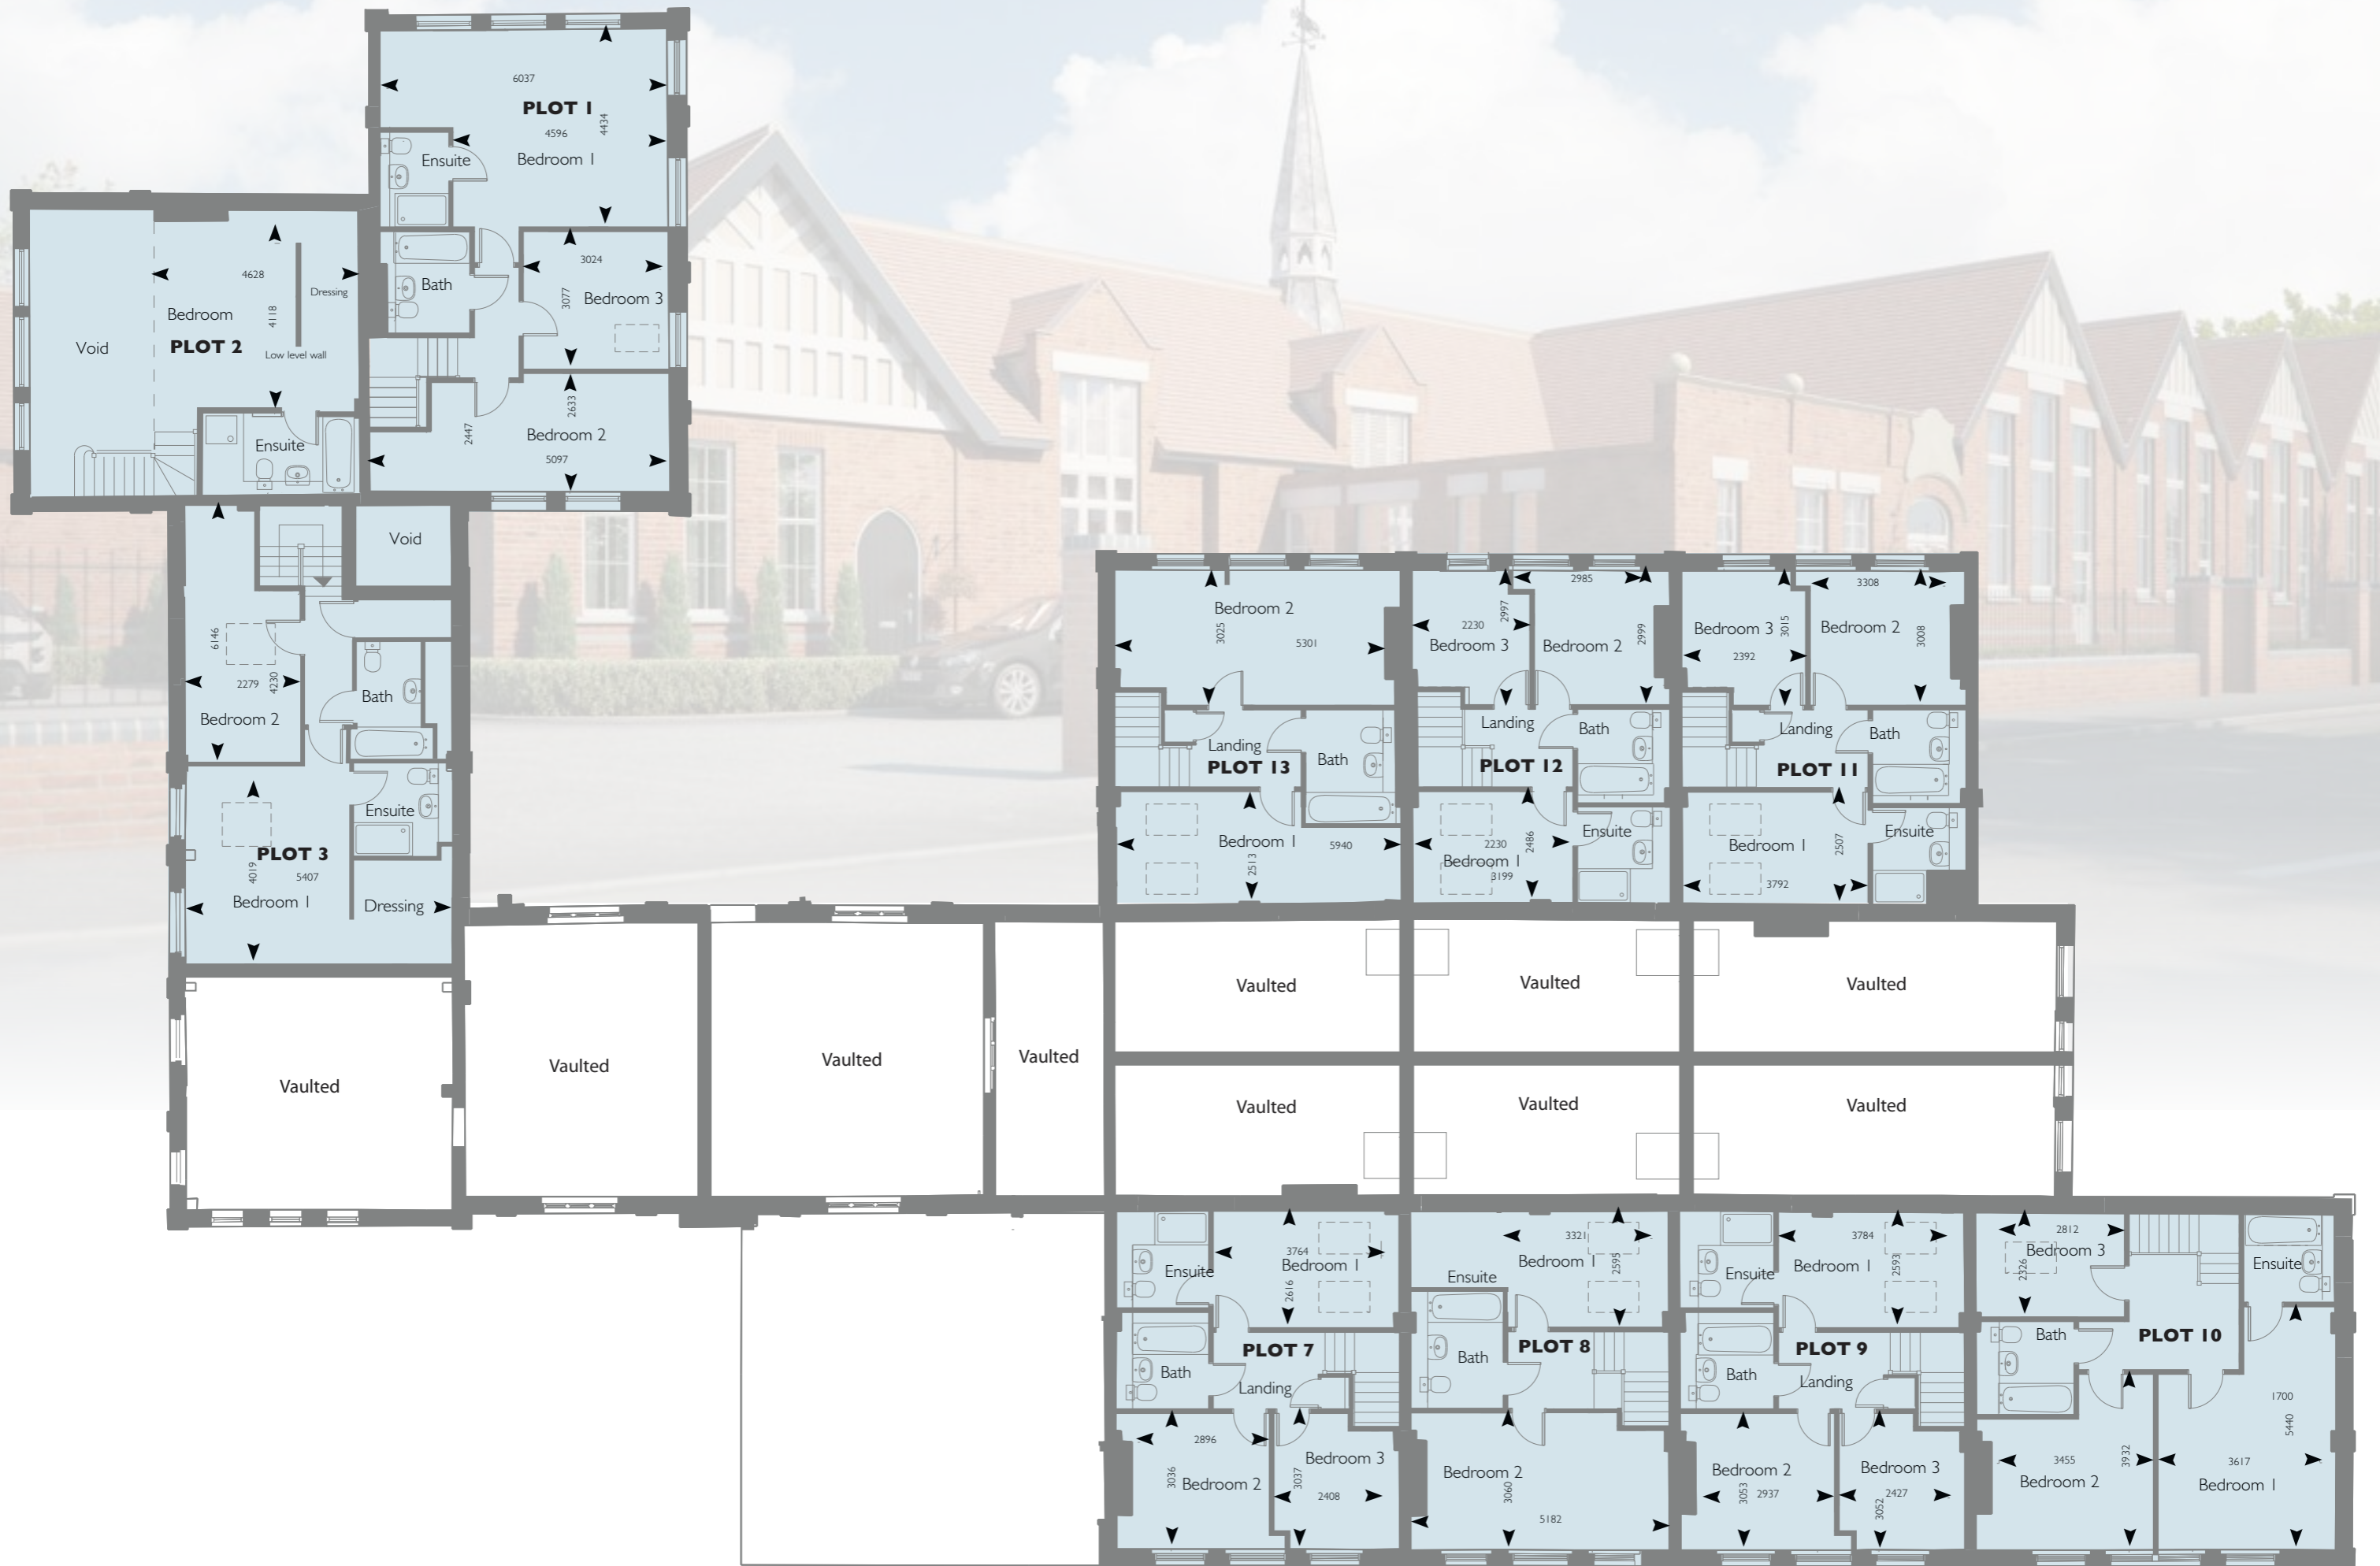 6037
PLOT 1
4596
4434
Ensuite
Bedroom 1
Bath
3024
3077
Bedroom 3
2633
2447
Bedroom 2
5097
4628
Dressing
Bedroom
4118
Void
PLOT 2
Low level wall
Ensuite
Void
6146
2279
4230
Bath
Bedroom 2
Ensuite
PLOT 3
4019
5407
Bedroom 1
Dressing
Vaulted
Vaulted
Vaulted
Vaulted
Bedroom 2
3025
5301
Landing
PLOT 13
Bath
Bedroom 1
5940
2513
2985
2997
2230
2999
Bedroom 3
Bedroom 2
Landing
Bath
PLOT 12
2230
2486
Ensuite
Bedroom 1
3199
3308
Bedroom 3
3015
Bedroom 2
3008
2392
Landing
Bath
PLOT 11
Bedroom 1
2507
Ensuite
3792
Vaulted
Vaulted
Vaulted
Vaulted
Vaulted
Vaulted
3764
Ensuite
Bedroom 1
2616
PLOT 7
Bath
Landing
2896
3036
Bedroom 2
Bedroom 3
3037
2408
3321
Bedroom 1
2595
Ensuite
PLOT 8
Bath
Bedroom 2
3060
5182
3784
Ensuite
Bedroom 1
2593
PLOT 9
Bath
Landing
Bedroom 2
3053
2937
Bedroom 3
2427
3052
2812
Bedroom 3
2326
Ensuite
Bath
PLOT 10
1700
5440
3455
3932
Bedroom 2
3617
Bedroom 1